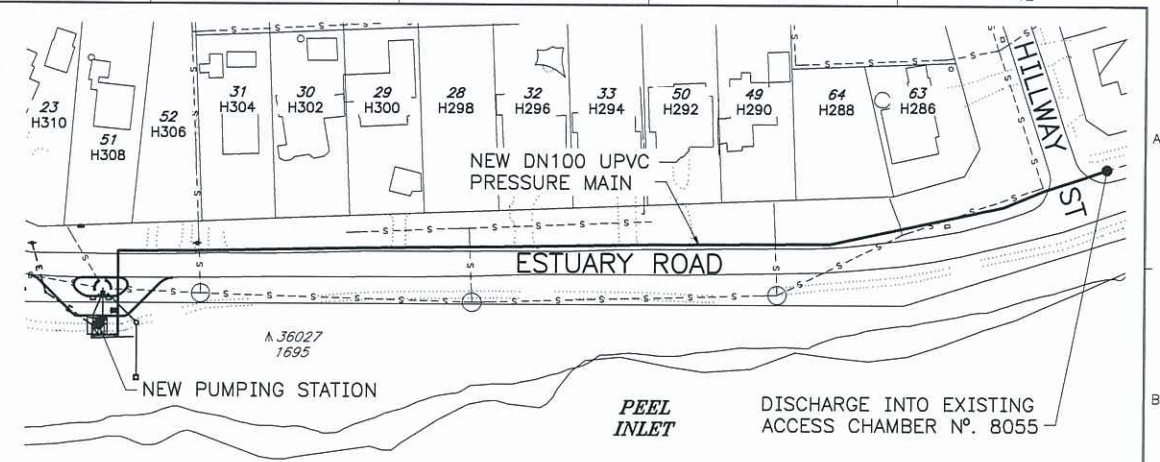 23
H310
51
H308
52
H306
31
H304
30
H302
29
H300
28
H298
32
H296
33
H294
50
H292
49
H290
64
H288
63
H286
HILLWAY ST
A
NEW DN100 UPVC
PRESSURE MAIN
ESTUARY ROAD
36027
1695
NEW PUMPING STATION
PEEL
INLET
DISCHARGE INTO EXISTING
ACCESS CHAMBER Nº. 8055
B